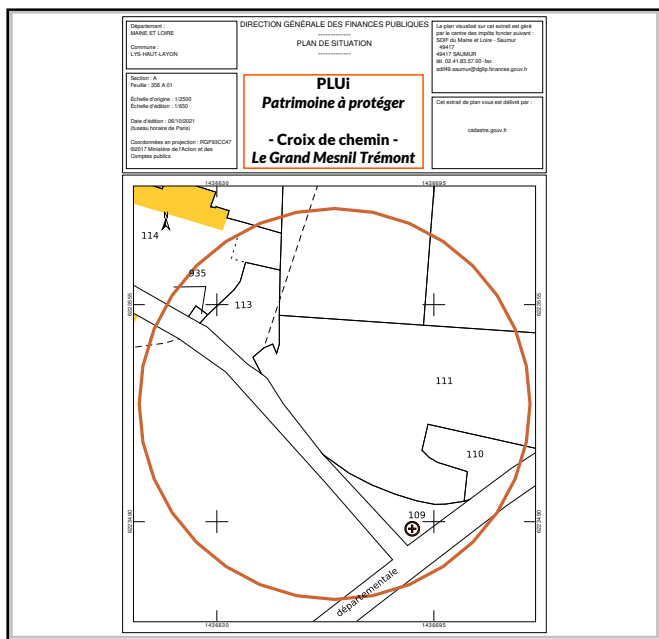 Département :
MAINE ET LOIRE
Commune :
LYS-HAUT-LAYON
Section : A
Feuille : 356 A 01
Échelle d'origine : 1/2500
Échelle d'édition : 1/650
Date d'édition : 06/10/2021
(fuseau horaire de Paris)
Coordonnées en projection : RGF93CC47
©2017 Ministère de l'Action et des
Comptes publics
DIRECTION GÉNÉRALE DES FINANCES PUBLIQUES
-------------
PLAN DE SITUATION
-------------
PLUi
Patrimoine à protéger
- Croix de chemin -
Le Grand Mesnil Trémont
Le plan visualisé sur cet extrait est géré
par le centre des impôts foncier suivant :
SDIF du Maine et Loire - Saumur
49417
49417 SAUMUR
tél. 02.41.83.57.00 -fax
sdif49.saumur@dgfip.finances.gouv.fr
Cet extrait de plan vous est délivré par :
cadastre.gouv.fr
1436630
1436695
114
935
113
6223555
6223555
111
110
109
6223490
6223490
départementale
1436630
1436695